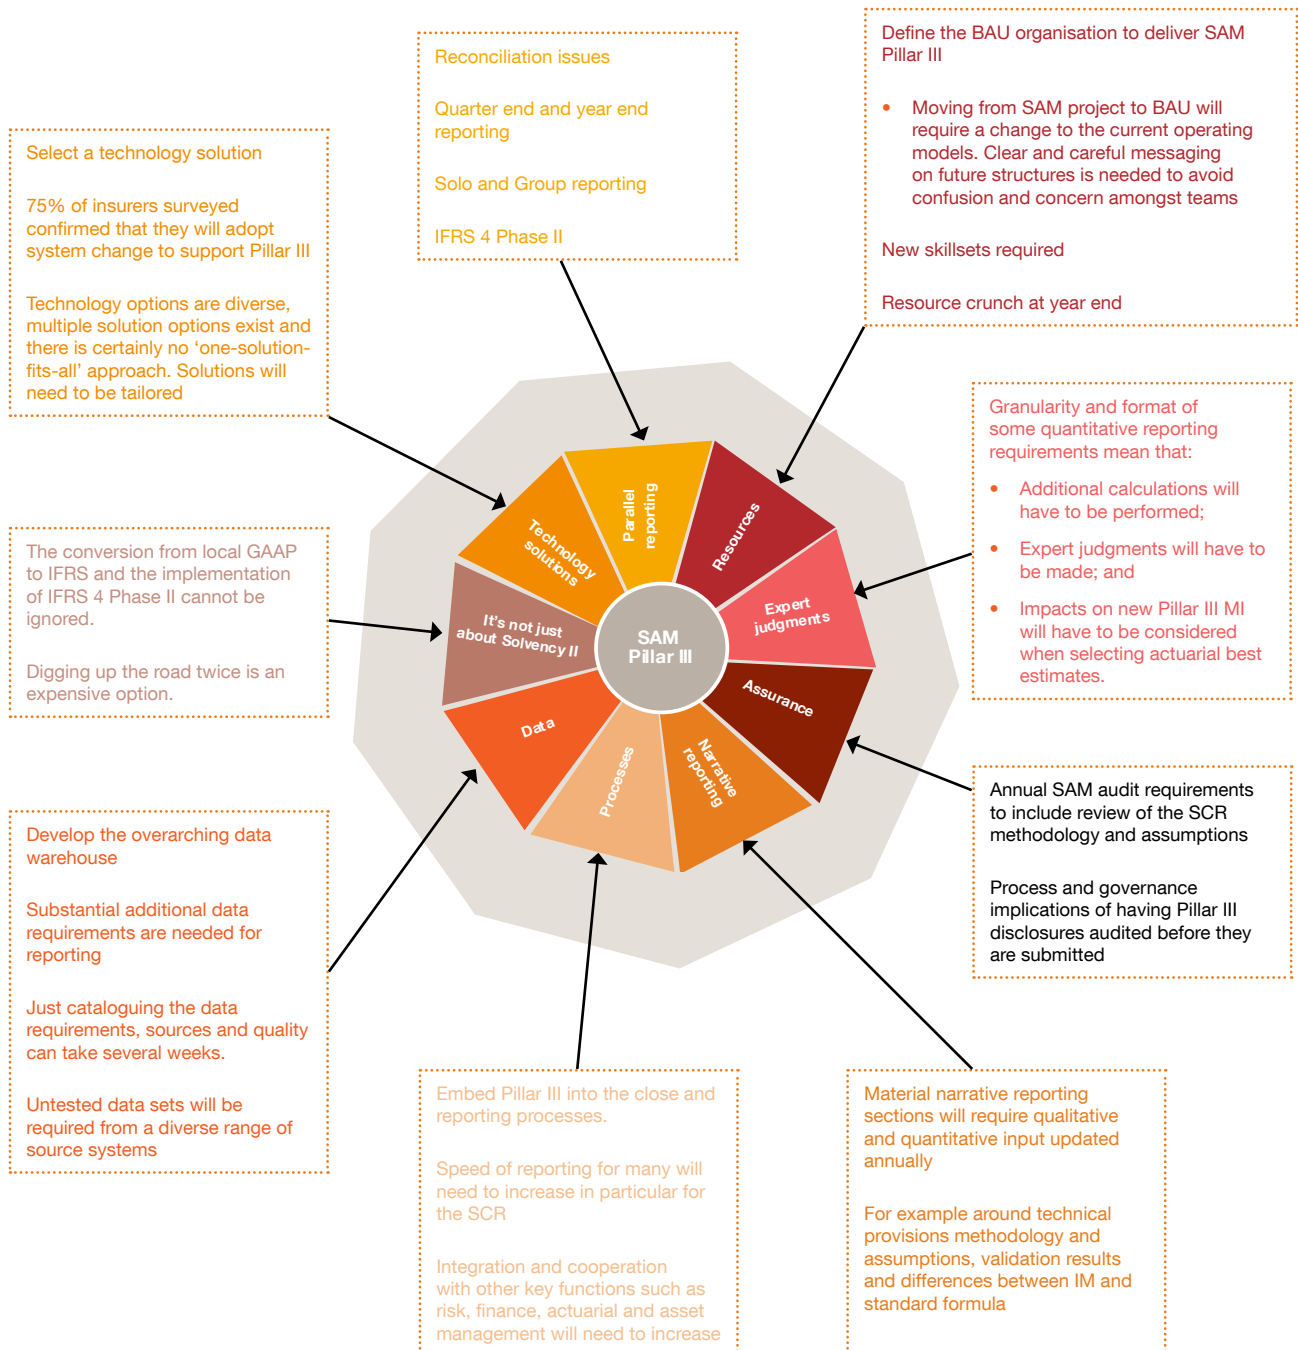 Reconciliation issues
Quarter end and year end
reporting
Solo and Group reporting
IFRS 4 Phase II
Define the BAU organisation to deliver SAM
Pillar III
• Moving from SAM project to BAU will
require a change to the current operating
models. Clear and careful messaging
on future structures is needed to avoid
confusion and concern amongst teams
New skillsets required
Resource crunch at year end
Select a technology solution
75% of insurers surveyed
confirmed that they will adopt
system change to support Pillar III
Technology options are diverse,
multiple solution options exist and
there is certainly no ‘one-solution-
fits-all’ approach. Solutions will
need to be tailored
Granularity and format of
some quantitative reporting
requirements mean that:
• Additional calculations will
have to be performed;
• Expert judgments will have to
be made; and
• Impacts on new Pillar III MI
will have to be considered
when selecting actuarial best
estimates.
The conversion from local GAAP
to IFRS and the implementation
of IFRS 4 Phase II cannot be
ignored.
Digging up the road twice is an
expensive option.
Parallel
reporting
Resources
Technology
solutions
Expert
judgments
It’s not just
about Solvency II
SAM
Pillar III
Assurance
Data
Narrative
reporting
Processes
Annual SAM audit requirements
to include review of the SCR
methodology and assumptions
Process and governance
implications of having Pillar III
disclosures audited before they
are submitted
Develop the overarching data
warehouse
Substantial additional data
requirements are needed for
reporting
Just cataloguing the data
requirements, sources and quality
can take several weeks.
Untested data sets will be
required from a diverse range of
source systems
Embed Pillar III into the close and
reporting processes.
Speed of reporting for many will
need to increase in particular for
the SCR
Integration and cooperation
with other key functions such as
risk, finance, actuarial and asset
management will need to increase
Material narrative reporting
sections will require qualitative
and quantitative input updated
annually
For example around technical
provisions methodology and
assumptions, validation results
and differences between IM and
standard formula